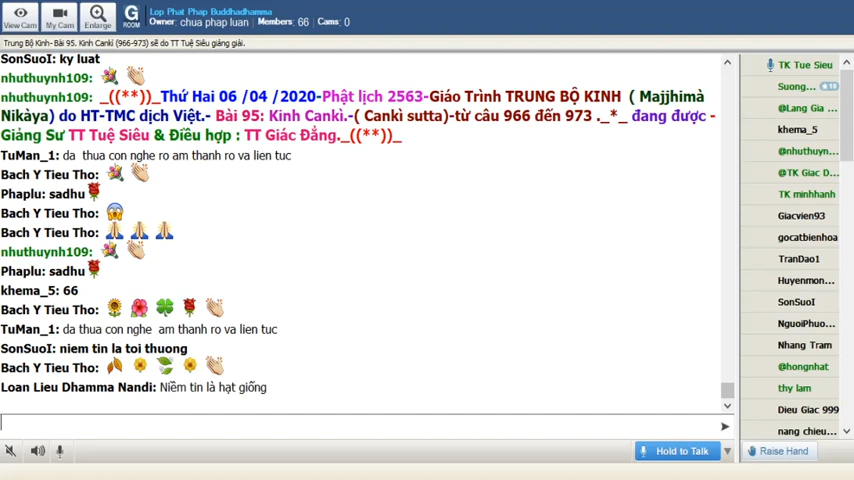 View Cam
My Cam
Enlarge
G
ROOM
Lop Phat Phap Buddhadhamma
Owner: chua phap luan Members: 66 Cams: 0
Trung Bộ Kinh- Bài 95. Kinh Cankì (966-973) sẽ do TT Tuệ Siêu giảng giải.
SonSuoI: ky luat
nhuthuynh109:
nhuthuynh109: _((**))_Thứ Hai 06 /04 /2020-Phật lịch 2563-Giáo Trình TRUNG BỘ KINH ( Majjhimà
Nikàya) do HT-TMC dịch Việt.- Bài 95: Kinh Cankì.-( Cankì sutta)-từ câu 966 đến 973 ._*_ đang được -
Giảng Sư TT Tuệ Siêu & Điều hợp : TT Giác Đẳng._((**))_
TuMan_1: da thua con nghe ro am thanh ro va lien tuc
Bach Y Tieu Tho:
Phaplu: sadhu
Bach Y Tieu Tho:
Bach Y Tieu Tho:
nhuthuynh109:
Phaplu: sadhu
khema_5: 66
Bach Y Tieu Tho:
TuMan_1: da thua con nghe am thanh ro va lien tuc
SonSuoI: niem tin la toi thuong
Bach Y Tieu Tho:
Loan Lieu Dhamma Nandi: Niềm tin là hạt giống
Hold to Talk
TK Tue Sieu
Suong... 18
@Lang Gia ...
khema_5
@nhuthuyn...
@TK Giac D...
TK minhhanh
Giacvien93
gocatbienhoa
TranDao1
Huyenmon...
SonSuoI
NguoiPhuo...
Nhang Tram
@hongnhat
thy lam
Dieu Giac 999
nang chieu...
Raise Hand